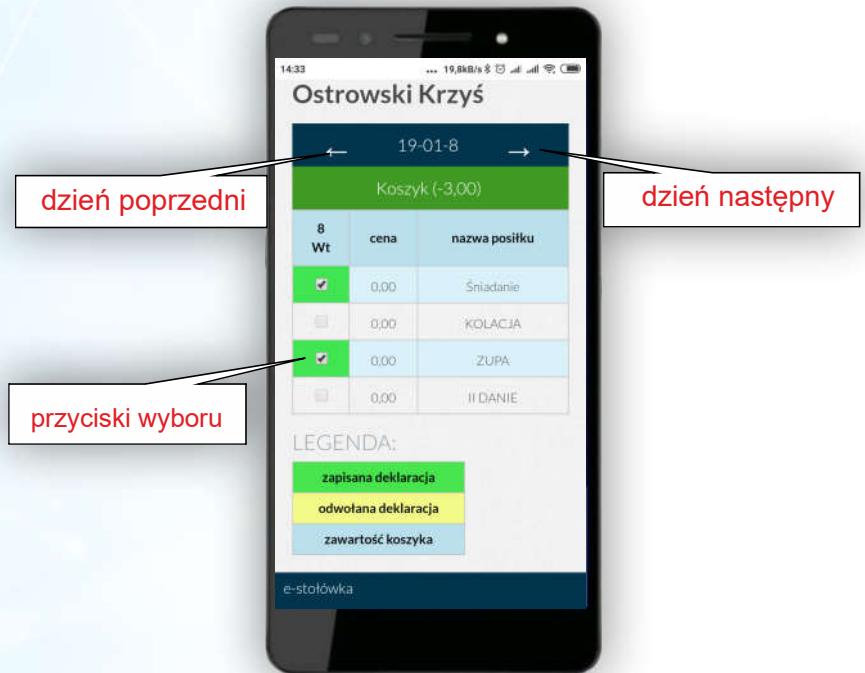 14:33 ... 19,8kB/s
Ostrowski Krzyś
← 19-01-8 →
dzień poprzedni
dzień następny
Koszyk (-3,00)
8 Wt cena nazwa posiłku
0,00 Śniadanie
0,00 KOLACJA
0,00 ZUPA
przyciski wyboru
0,00 II DANIE
LEGENDA:
zapisana deklaracja
odwołana deklaracja
zawartość koszyka
e-stołówka